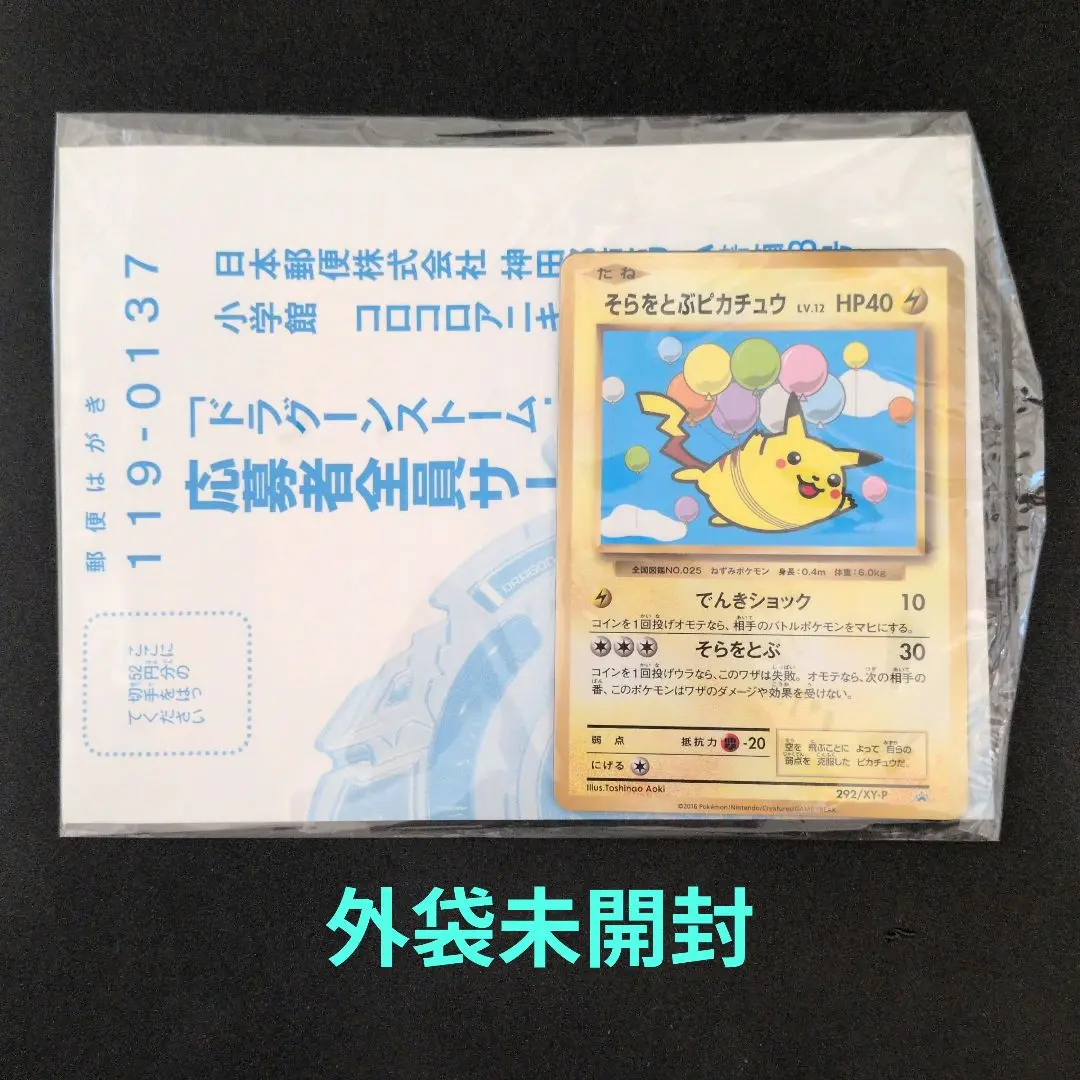 郵便はがき
119-0137
日本郵便株式会社 神田
小学館 コロコロアニキ
「ドラグーンストーム・
応募者全員サー
ここに
52円分の
切手をはっ
てください
たね
そらをとぶピカチュウ LV.12 HP40
全国図鑑NO.025 ねずみポケモン 身長:0.4m 体重:6.0kg
でんきショック 10
コインを1回投げオモテなら、相手のバトルポケモンをマヒにする。
そらをとぶ 30
コインを1回投げウラなら、このワザは失敗。オモテなら、次の相手の
番、このポケモンはワザのダメージや効果を受けない。
弱点 抵抗力 闘 -20
にげる
空を 飛ぶことに よって 自らの
弱点を 克服した ピカチュウだ。
Illus.Toshinao Aoki
292/XY-P
©2016 Pokémon/Nintendo/Creatures/GAME FREAK
外袋未開封